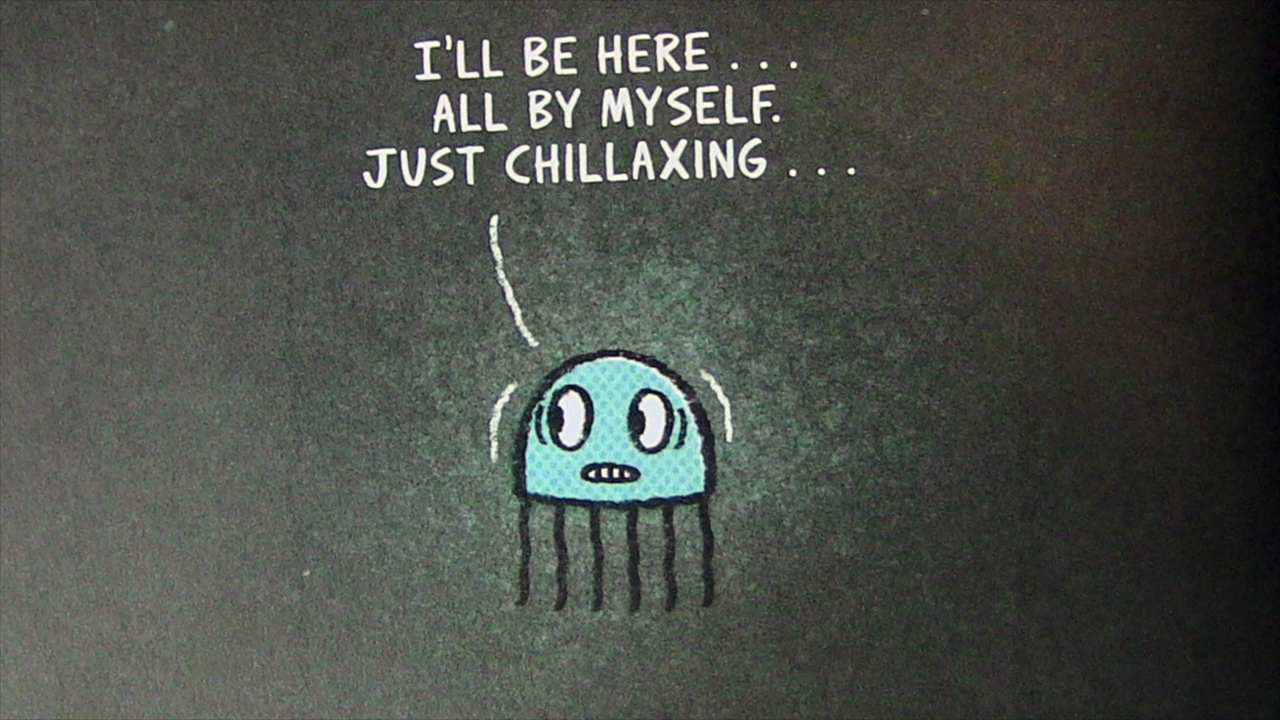 I'LL BE HERE . . .
ALL BY MYSELF.
JUST CHILLAXING . . .